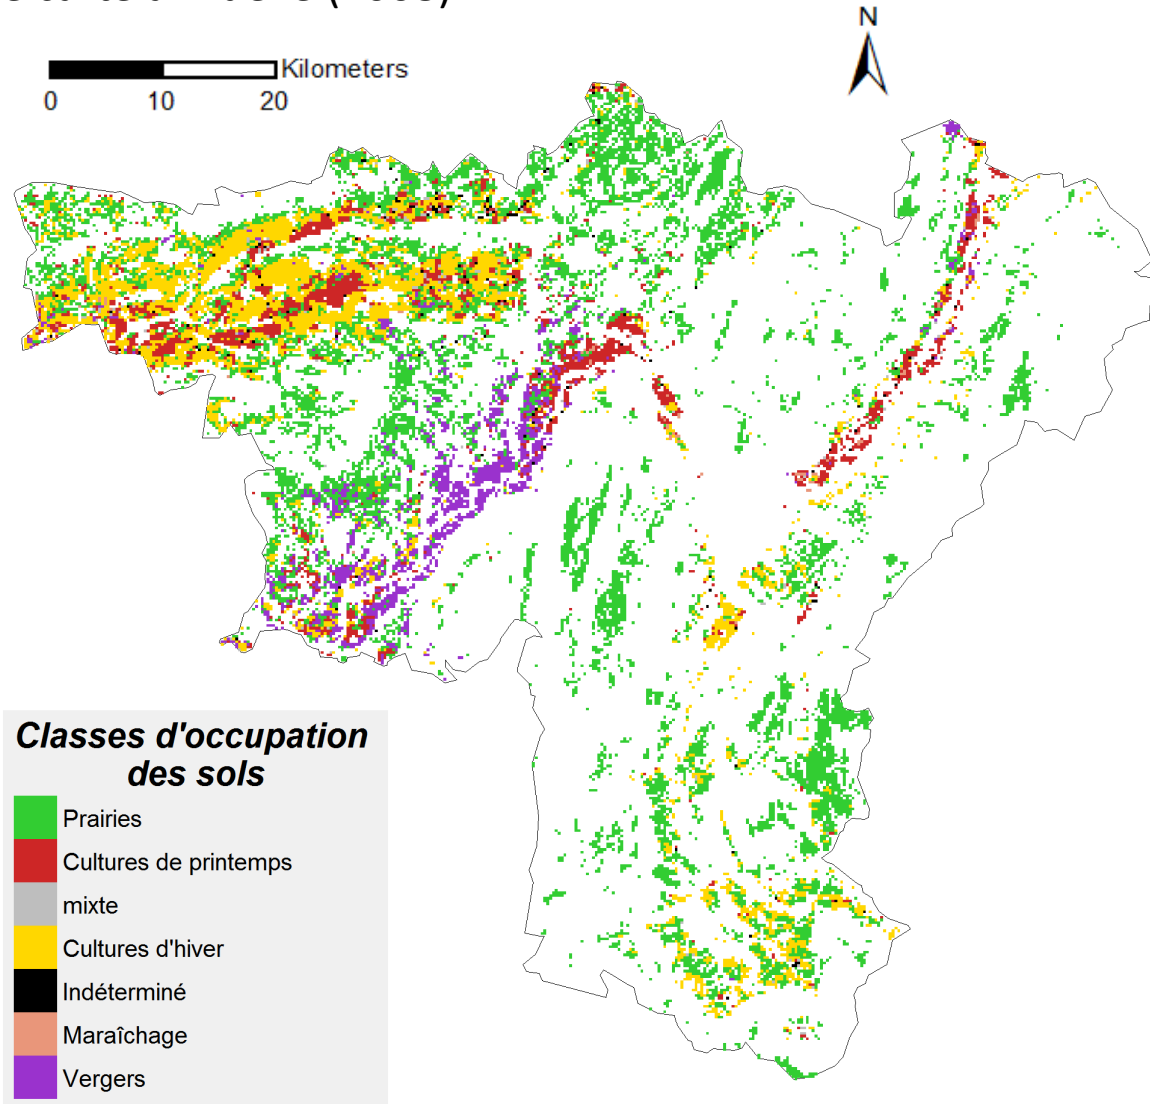 N
Kilometers
0 10 20
Classes d'occupation
des sols
Prairies
Cultures de printemps
mixte
Cultures d'hiver
Indéterminé
Maraîchage
Vergers